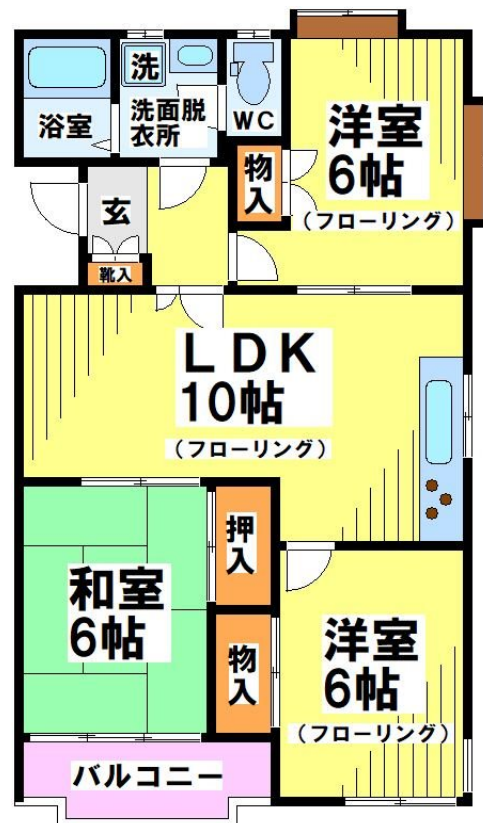 洗
浴室
洗面脱
衣所
WC
洋室
6帖
(フローリング)
物
入
玄
靴入
LDK
10帖
(フローリング)
押
入
和室
6帖
物
入
洋室
6帖
(フローリング)
バルコニー